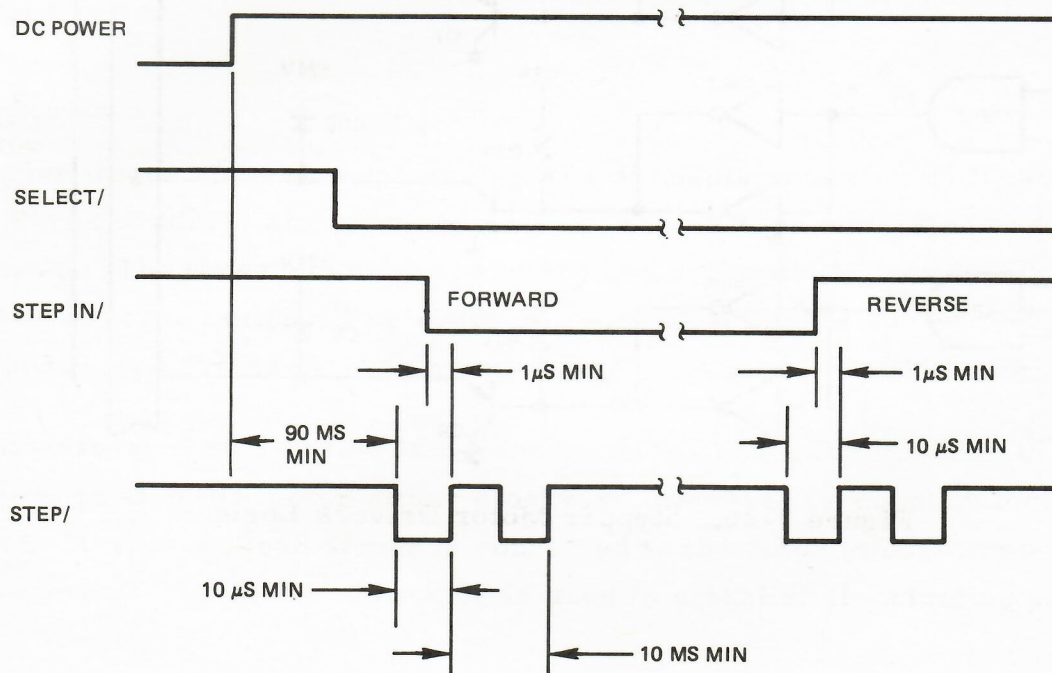 DC POWER
SELECT/
STEP IN/
FORWARD
REVERSE
1μS MIN
1μS MIN
90 MS
MIN
10 μS MIN
STEP/
10 μS MIN
10 MS MIN